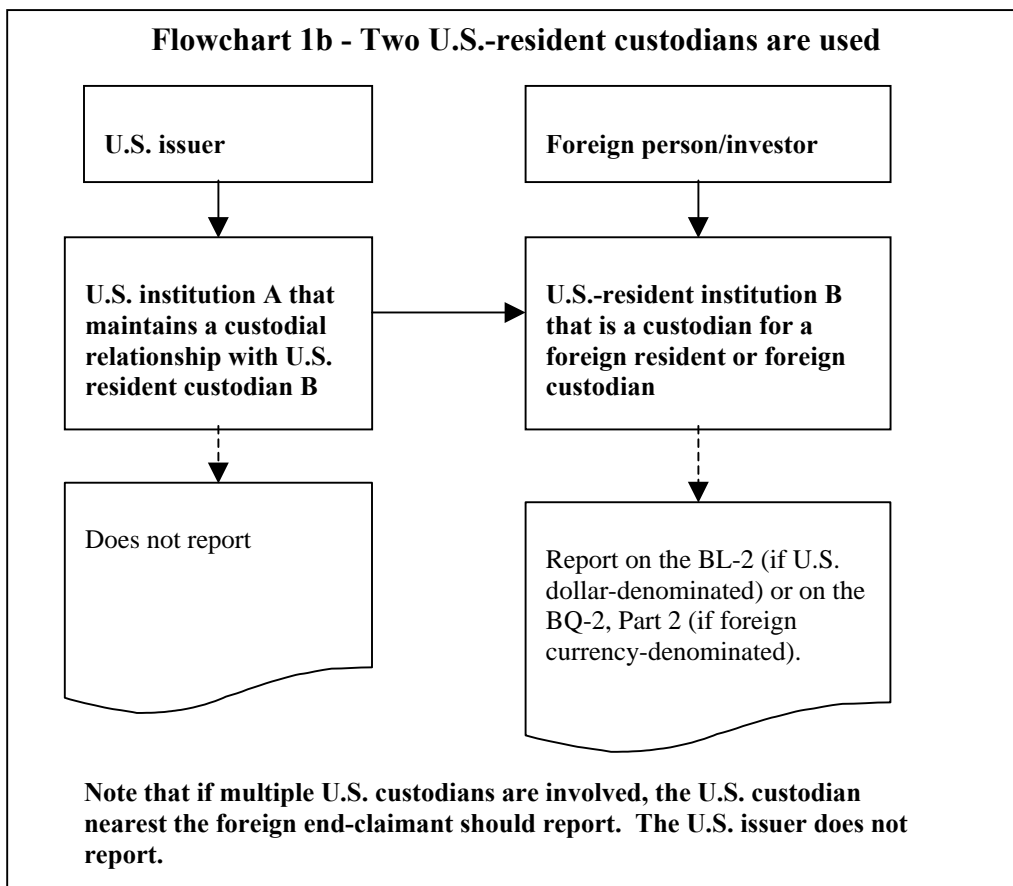 Flowchart 1b - Two U.S.-resident custodians are used
U.S. issuer
Foreign person/investor
U.S. institution A that
maintains a custodial
relationship with U.S.
resident custodian B
U.S.-resident institution B
that is a custodian for a
foreign resident or foreign
custodian
Does not report
Report on the BL-2 (if U.S.
dollar-denominated) or on the
BQ-2, Part 2 (if foreign
currency-denominated).
Note that if multiple U.S. custodians are involved, the U.S. custodian
nearest the foreign end-claimant should report.  The U.S. issuer does not
report.